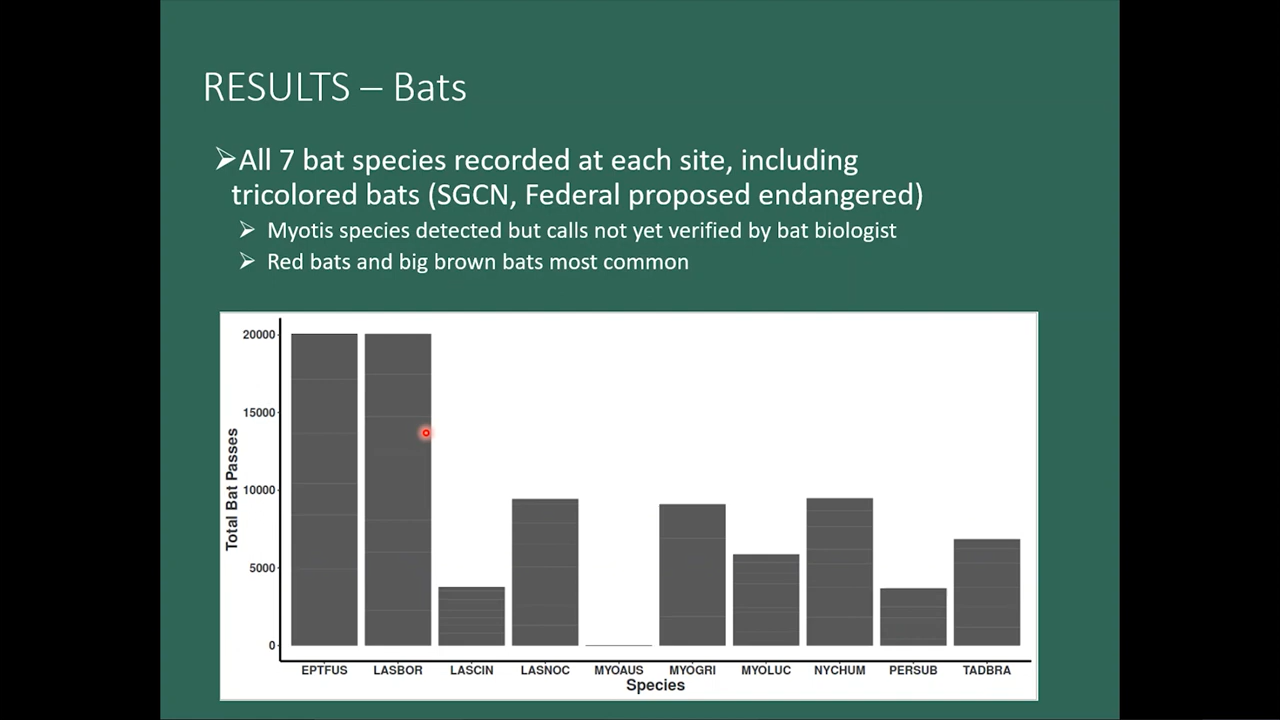 RESULTS – Bats
➢All 7 bat species recorded at each site, including
tricolored bats (SGCN, Federal proposed endangered)
➢ Myotis species detected but calls not yet verified by bat biologist
➢ Red bats and big brown bats most common
Total Bat Passes
20000
15000
10000
5000
0
EPTFUS LASBOR LASCIN LASNOC MYOAUS MYOGRI MYOLUC NYCHUM PERSUB TADBRA
Species